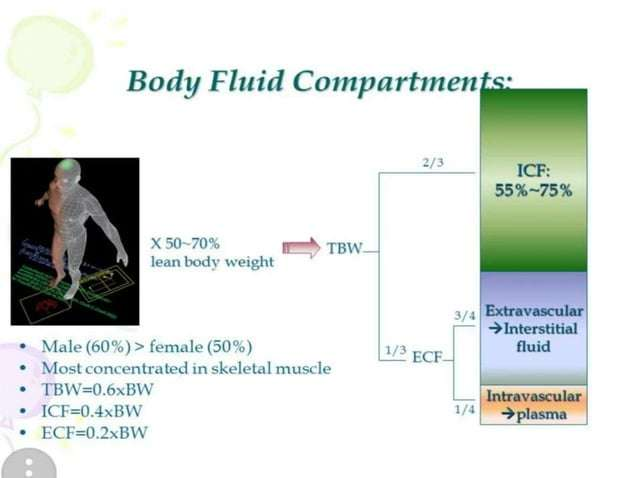 Body Fluid Compartments:
2/3
ICF:
55%~75%
X 50~70%
lean body weight
TBW
3/4
Extravascular
→Interstitial
fluid
1/3
ECF
1/4
Intravascular
→plasma
• Male (60%) > female (50%)
• Most concentrated in skeletal muscle
• TBW=0.6xBW
• ICF=0.4xBW
• ECF=0.2xBW